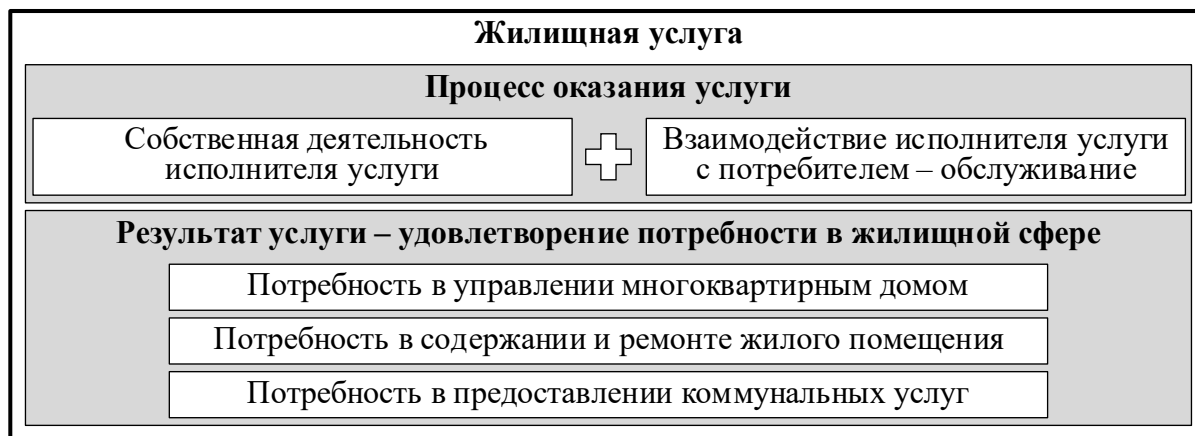 Жилищная услуга
Процесс оказания услуги
Собственная деятельность
исполнителя услуги
Взаимодействие исполнителя услуги
с потребителем – обслуживание
Результат услуги – удовлетворение потребности в жилищной сфере
Потребность в управлении многоквартирным домом
Потребность в содержании и ремонте жилого помещения
Потребность в предоставлении коммунальных услуг